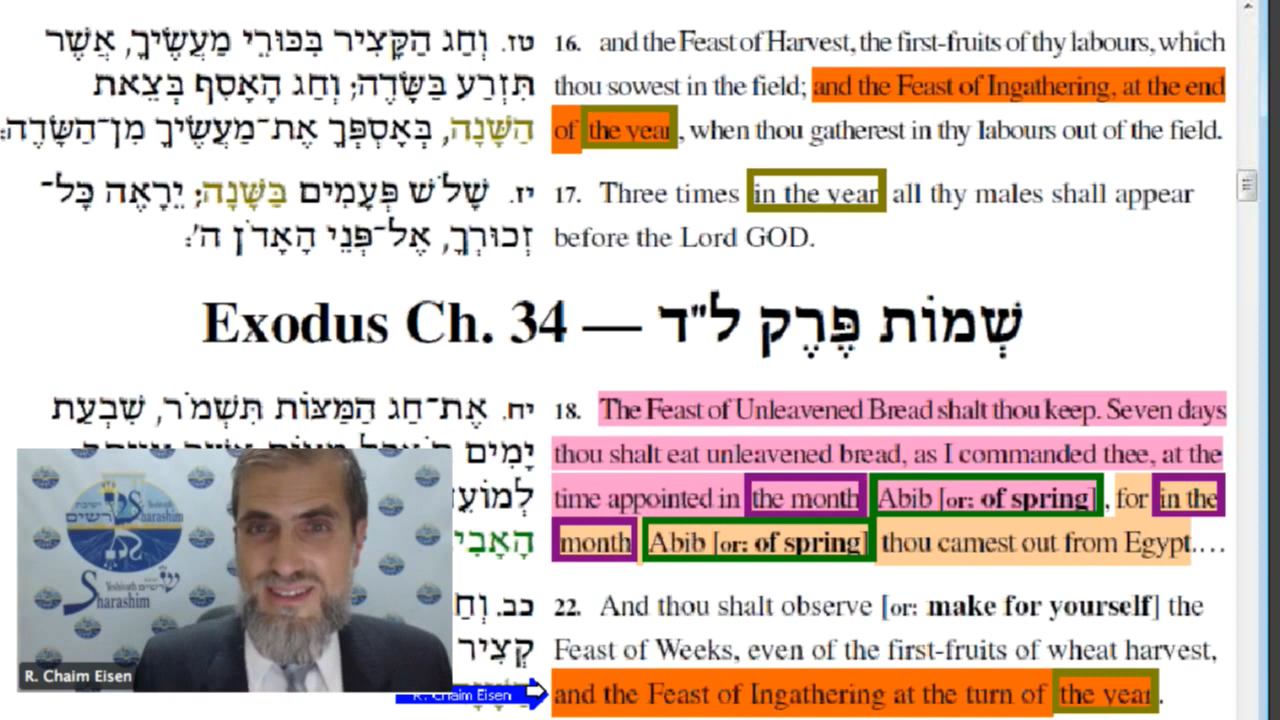 טז. וְחַג הַקָּצִיר בִּכּוּרֵי מַעֲשֶׂיךָ, אֲשֶׁר
תִּזְרַע בַּשָּׂדֶה; וְחַג הָאָסִף בְּצֵאת
הַשָּׁנָה, בְּאָסְפְּךָ אֶת־מַעֲשֶׂיךָ מִן־הַשָּׂדֶה:
16. and the Feast of Harvest, the first-fruits of thy labours, which
thou sowest in the field; and the Feast of Ingathering, at the end
of the year, when thou gatherest in thy labours out of the field.
יז. שָׁלֹשׁ פְּעָמִים בַּשָּׁנָה; יֵרָאֶה כָּל־
זְכוּרְךָ, אֶל־פְּנֵי הָאָדֹן ה':
17. Three times in the year all thy males shall appear
before the Lord GOD.
Exodus Ch. 34 — שְׁמוֹת פֶּרֶק ל"ד
יח. אֶת־חַג הַמַּצּוֹת תִּשְׁמֹר, שִׁבְעַת
יָמִים
הָאָבִי
18. The Feast of Unleavened Bread shalt thou keep. Seven days
thou shalt eat unleavened bread, as I commanded thee, at the
time appointed in the month Abib [or: of spring], for in the
month Abib [or: of spring] thou camest out from Egypt....
כב. וְחַ
קְצִיר
22. And thou shalt observe [or: make for yourself] the
Feast of Weeks, even of the first-fruits of wheat harvest,
and the Feast of Ingathering at the turn of the year.
ישיבת
שרשים
Sharashim
Yeshivath שרשים
Sharashim
R. Chaim Eisen
R. Chaim Eisen